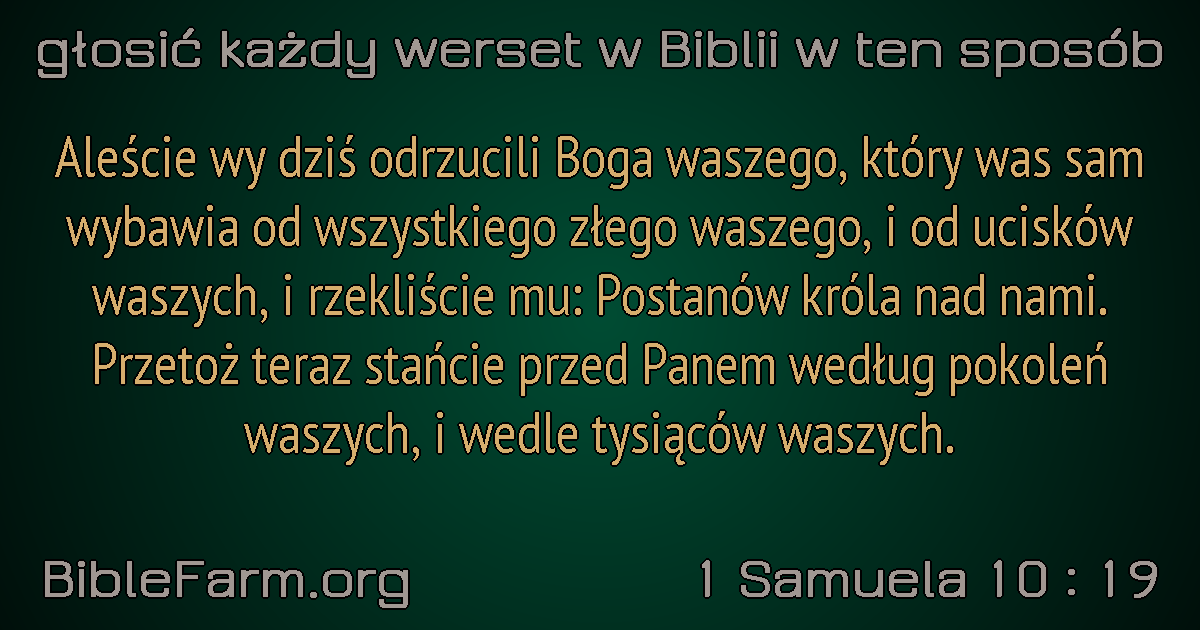 głosić każdy werset w Biblii w ten sposób
Aleście wy dziś odrzucili Boga waszego, który was sam
wybawia od wszystkiego złego waszego, i od ucisków
waszych, i rzekliście mu: Postanów króla nad nami.
Przetoż teraz stańcie przed Panem według pokoleń
waszych, i wedle tysiąców waszych.
BibleFarm.org
1 Samuela 10 : 19